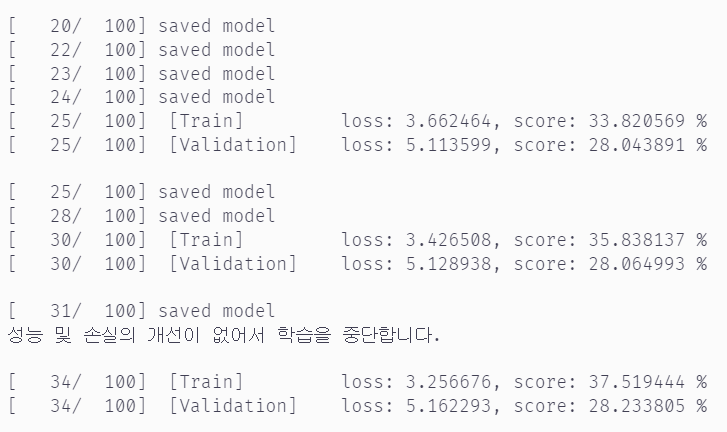 [   20/  100] saved model
[   22/  100] saved model
[   23/  100] saved model
[   24/  100] saved model
[   25/  100]  [Train]         loss: 3.662464, score: 33.820569 %
[   25/  100]  [Validation]    loss: 5.113599, score: 28.043891 %
[   25/  100] saved model
[   28/  100] saved model
[   30/  100]  [Train]         loss: 3.426508, score: 35.838137 %
[   30/  100]  [Validation]    loss: 5.128938, score: 28.064993 %
[   31/  100] saved model
성능 및 손실의 개선이 없어서 학습을 중단합니다.
[   34/  100]  [Train]         loss: 3.256676, score: 37.519444 %
[   34/  100]  [Validation]    loss: 5.162293, score: 28.233805 %